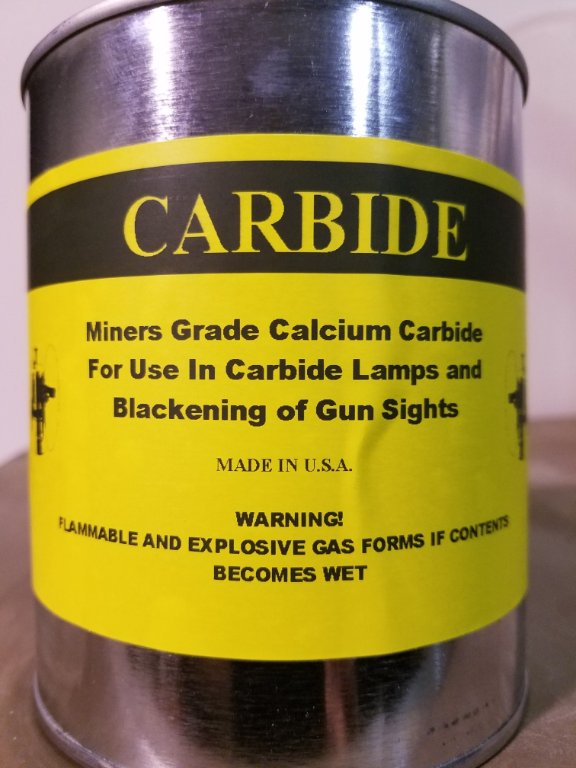 CARBIDE
Miners Grade Calcium Carbide
For Use In Carbide Lamps and
Blackening of Gun Sights
MADE IN U.S.A.
WARNING!
FLAMMABLE AND EXPLOSIVE GAS FORMS IF CONTENTS
BECOMES WET